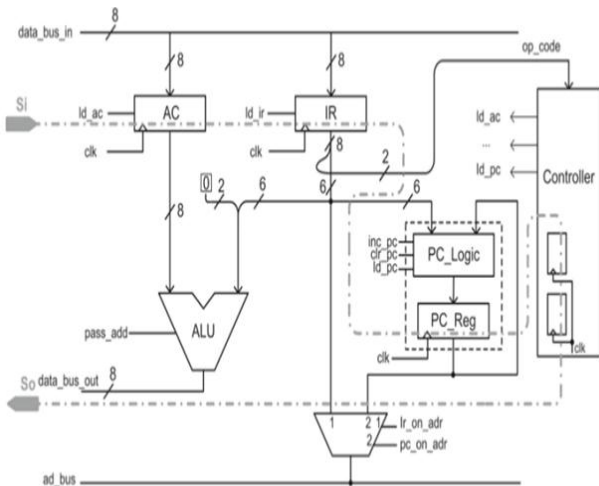 data_bus_in
8
op_code
8
8
Si
ld_ac
AC
ld_ir
IR
ld_ac
...
ld_pc
clk
clk
8
2
Controller
0
2
6
6
6
8
inc_pc
clr_pc
ld_pc
PC_Logic
pass_add
ALU
PC_Reg
clk
clk
So
data_bus_out
8
1
2
1
Ir_on_adr
2
pc_on_adr
ad_bus